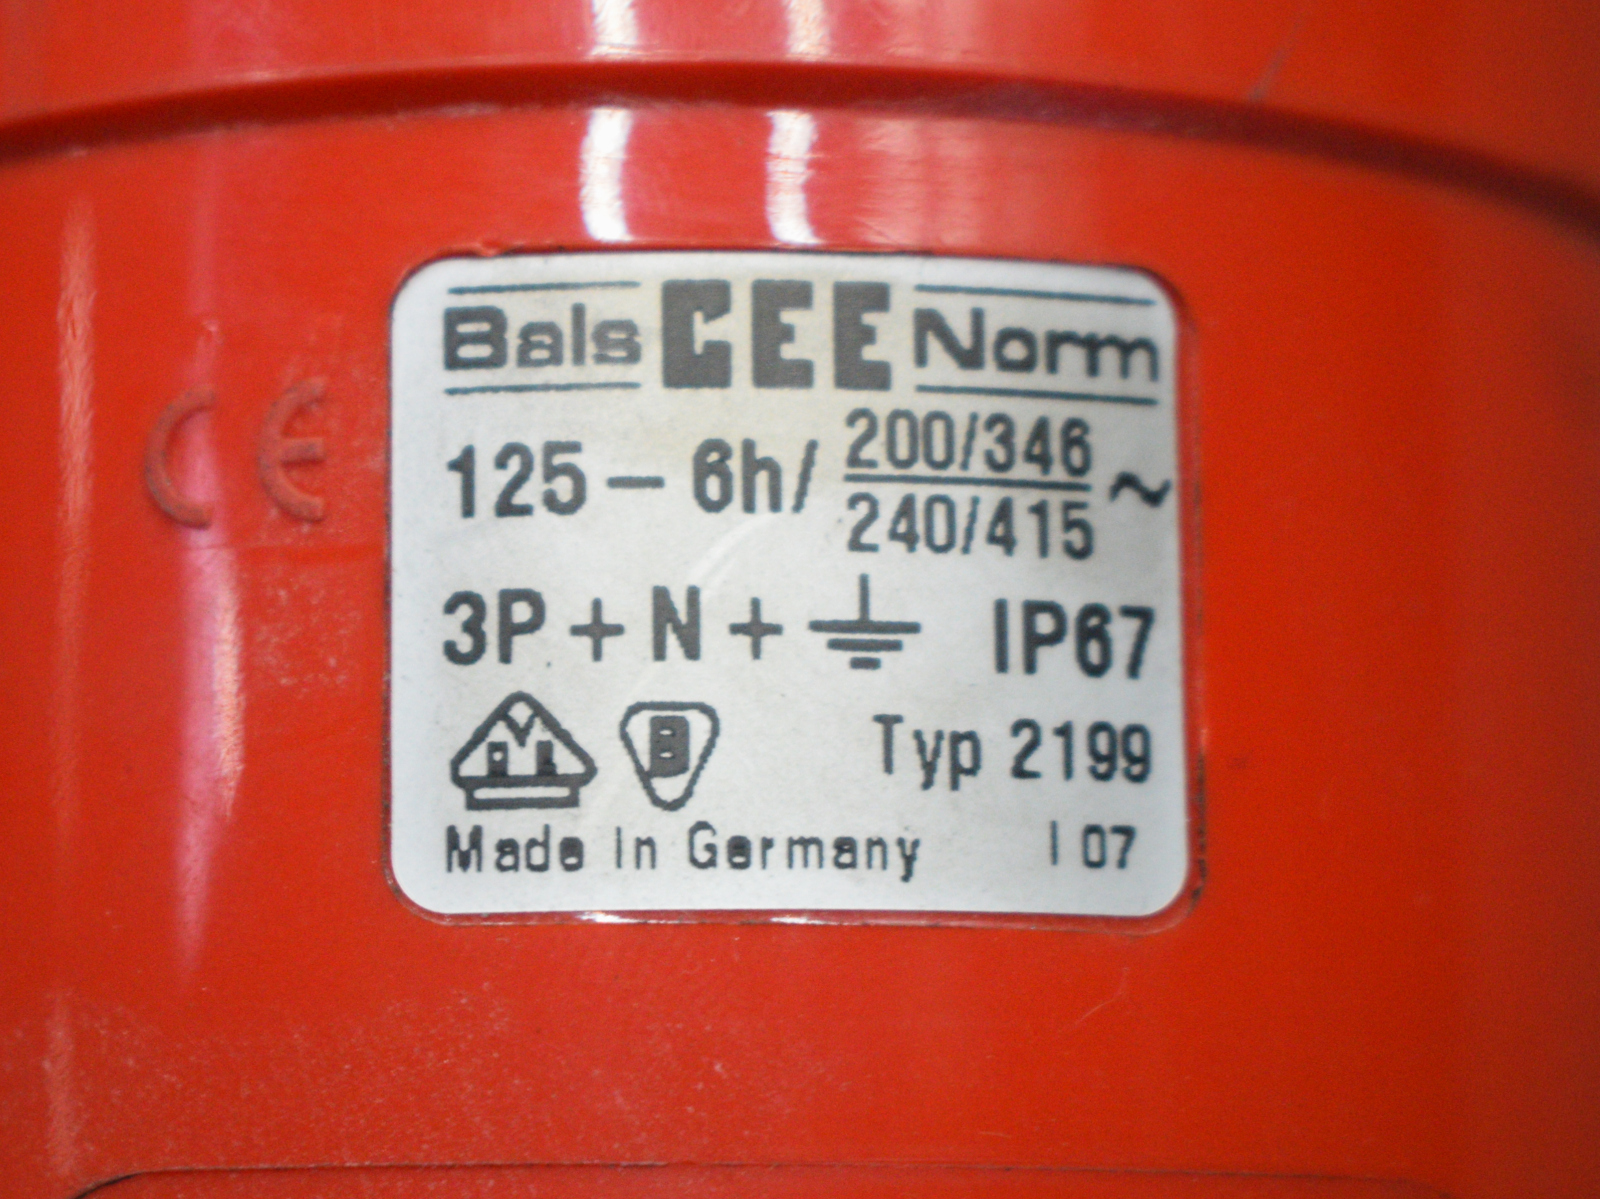 Bals CEE Norm
CE
125 – 6h/ 200/346 ~
240/415
3P + N + ⏚ IP67
B Typ 2199
Made in Germany I 07